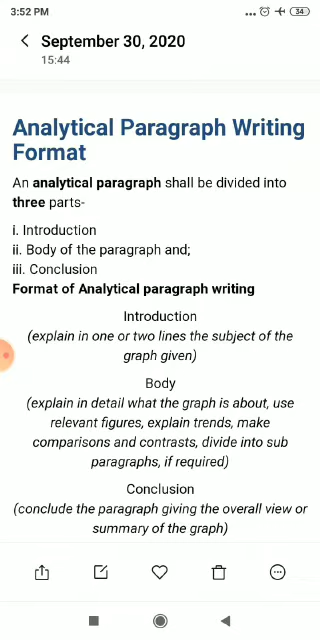 3:52 PM
... 34
September 30, 2020
15:44
Analytical Paragraph Writing
Format
An analytical paragraph shall be divided into
three parts-
i. Introduction
ii. Body of the paragraph and;
iii. Conclusion
Format of Analytical paragraph writing
Introduction
(explain in one or two lines the subject of the
graph given)
Body
(explain in detail what the graph is about, use
relevant figures, explain trends, make
comparisons and contrasts, divide into sub
paragraphs, if required)
Conclusion
(conclude the paragraph giving the overall view or
summary of the graph)